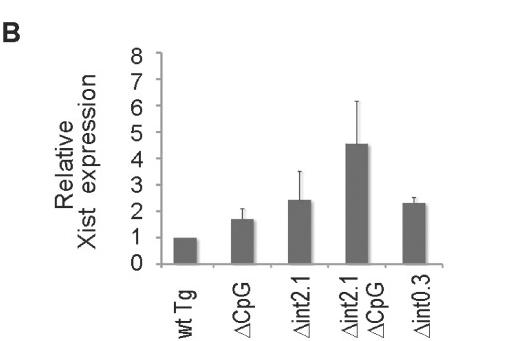 B
Relative
Xist expression
8
7
6
5
4
3
2
1
0
wt Tg
ΔCpG
Δint2.1
Δint2.1
ΔCpG
Δint0.3